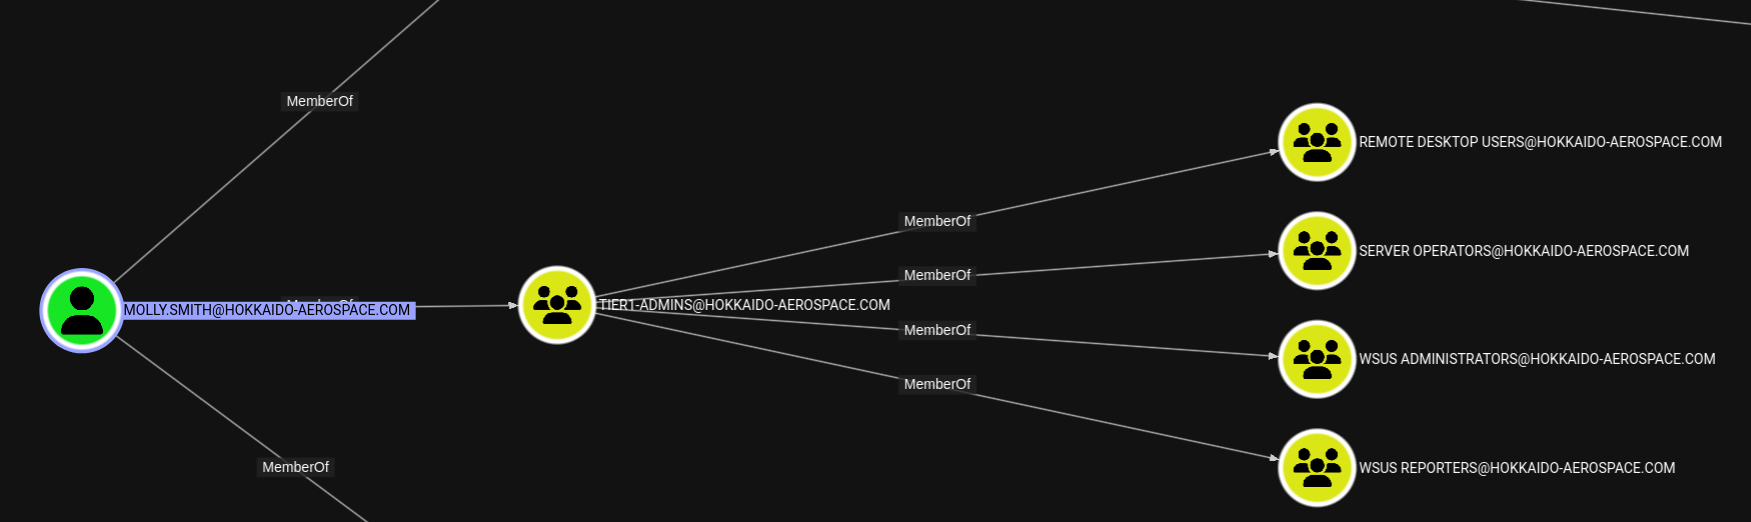 MemberOf
REMOTE DESKTOP USERS@HOKKAIDO-AEROSPACE.COM
MemberOf
SERVER OPERATORS@HOKKAIDO-AEROSPACE.COM
MemberOf
MemberOf
MOLLY.SMITH@HOKKAIDO-AEROSPACE.COM
TIER1-ADMINS@HOKKAIDO-AEROSPACE.COM
MemberOf
WSUS ADMINISTRATORS@HOKKAIDO-AEROSPACE.COM
MemberOf
MemberOf
WSUS REPORTERS@HOKKAIDO-AEROSPACE.COM